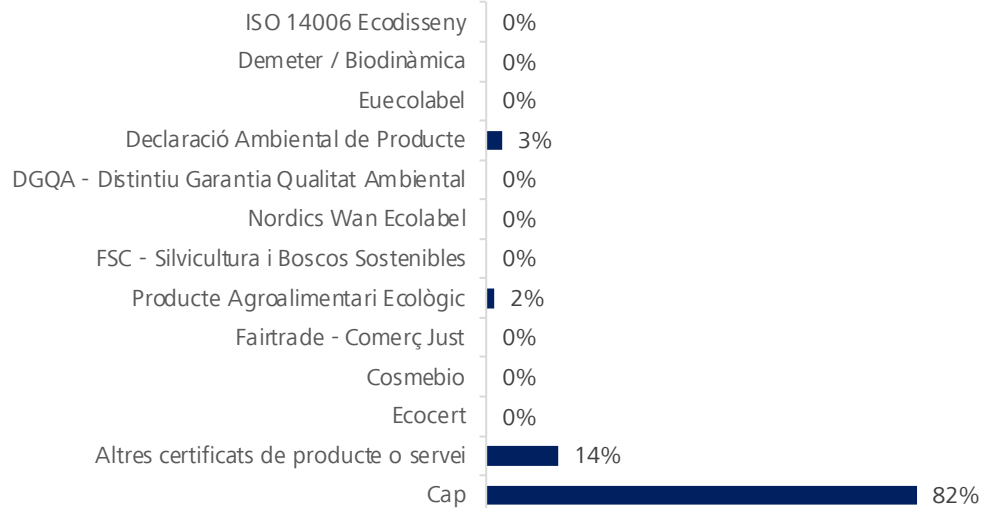 ISO 14006 Ecodisseny 0%
Demeter / Biodinàmica 0%
Euecolabel 0%
Declaració Ambiental de Producte 3%
DGQA - Distintiu Garantia Qualitat Ambiental 0%
Nordics Wan Ecolabel 0%
FSC - Silvicultura i Boscos Sostenibles 0%
Producte Agroalimentari Ecològic 2%
Fairtrade - Comerç Just 0%
Cosmebio 0%
Ecocert 0%
Altres certificats de producte o servei 14%
Cap 82%